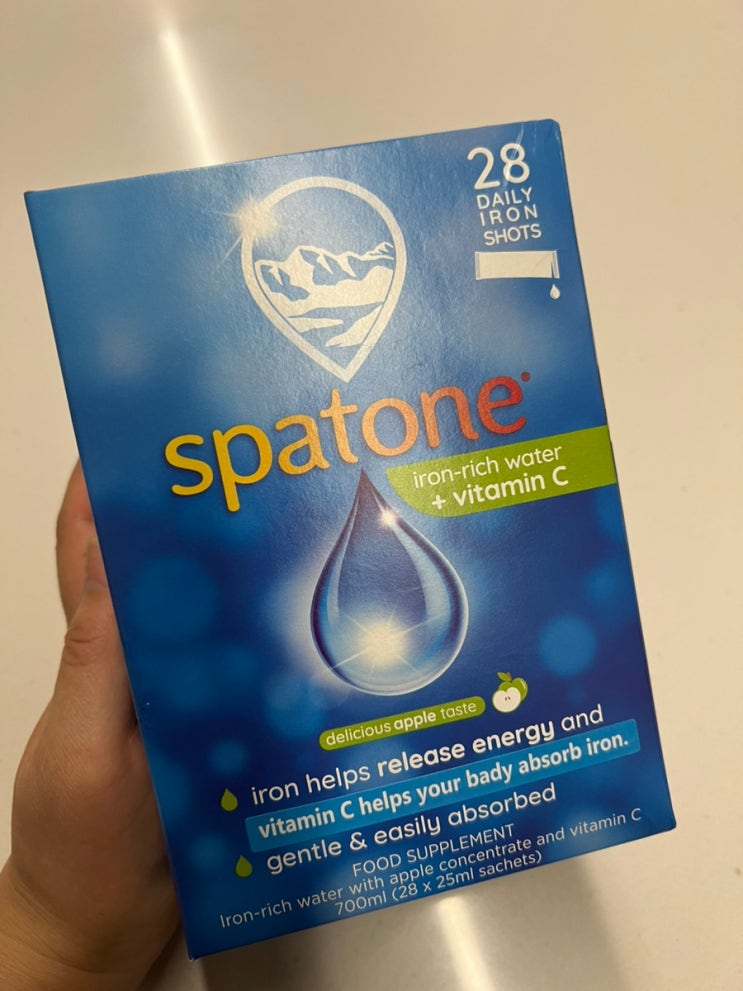 28
DAILY
IRON
SHOTS
spatone®
iron-rich water
+ vitamin C
delicious apple taste
iron helps release energy and
vitamin C helps your bady absorb iron.
gentle & easily absorbed
FOOD SUPPLEMENT
Iron-rich water with apple concentrate and vitamin C
700ml (28 x 25ml sachets)